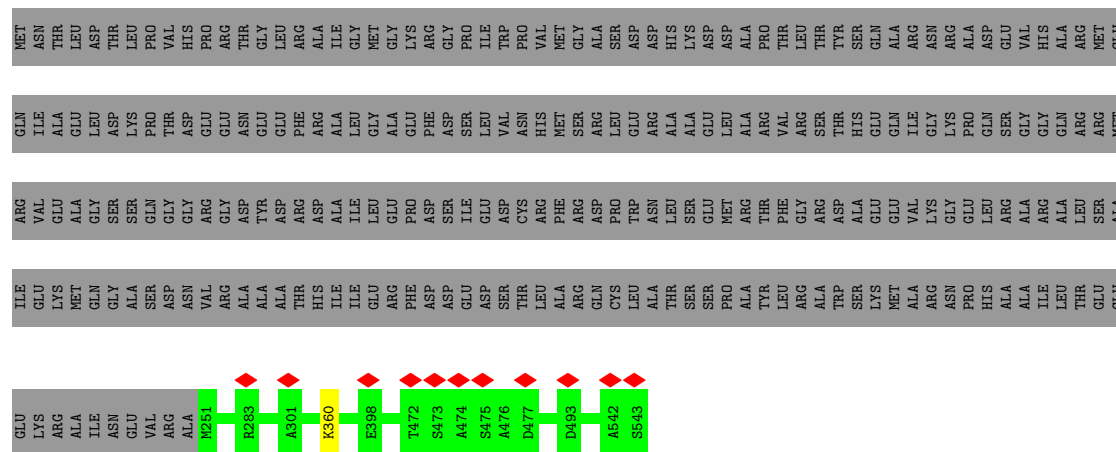 MET ASN THR LEU ASP THR LEU PRO VAL HIS PRO ARG THR GLY LEU ARG ALA ILE GLY MET GLY LYS ARG GLY PRO ILE TRP PRO VAL MET GLY ALA SER ASP ASP HIS LYS ASP ASP ALA PRO THR LEU THR TYR SER GLN ALA ARG ASN ARG ALA ASP GLU VAL HIS ALA ARG MET
GLN ILE ALA GLU LEU ASP LYS PRO THR ASP GLU GLU ASN GLU GLU PHE ARG ALA LEU GLY ALA GLU PHE ASP SER LEU VAL ASN HIS MET SER ARG LEU GLU ARG ALA ALA GLU LEU ALA ARG VAL ARG SER THR HIS GLU GLN ILE GLY LYS PRO GLN SER GLY GLY GLN ARG ARG
ARG VAL GLU ALA GLY SER SER GLN GLY GLY ARG GLY ASP TYR ASP ARG ASP ALA ILE LEU GLU PRO ASP SER ILE GLU ASP CYS ARG PHE ARG ASP PRO TRP ASN LEU SER GLU MET ARG THR PHE GLY ARG ASP ALA GLU GLU VAL LYS GLY GLU LEU ARG ALA ARG ALA LEU SER
ILE GLU LYS MET GLN GLY ALA SER ASP ASN VAL ARG ALA ALA ALA THR HIS ILE ILE GLU ARG PHE ASP ASP GLU ASP SER THR LEU ALA ARG GLN CYS LEU ALA THR SER SER PRO ALA TYR LEU ARG ALA TRP SER LYS MET ALA ARG ASN PRO HIS ALA ALA ILE LEU THR GLU
GLU LYS ARG ALA ILE ASN GLU VAL ARG ALA M251 R283 A301 K360 E398 T472 S473 A474 S475 A476 D477 D493 A542 S543